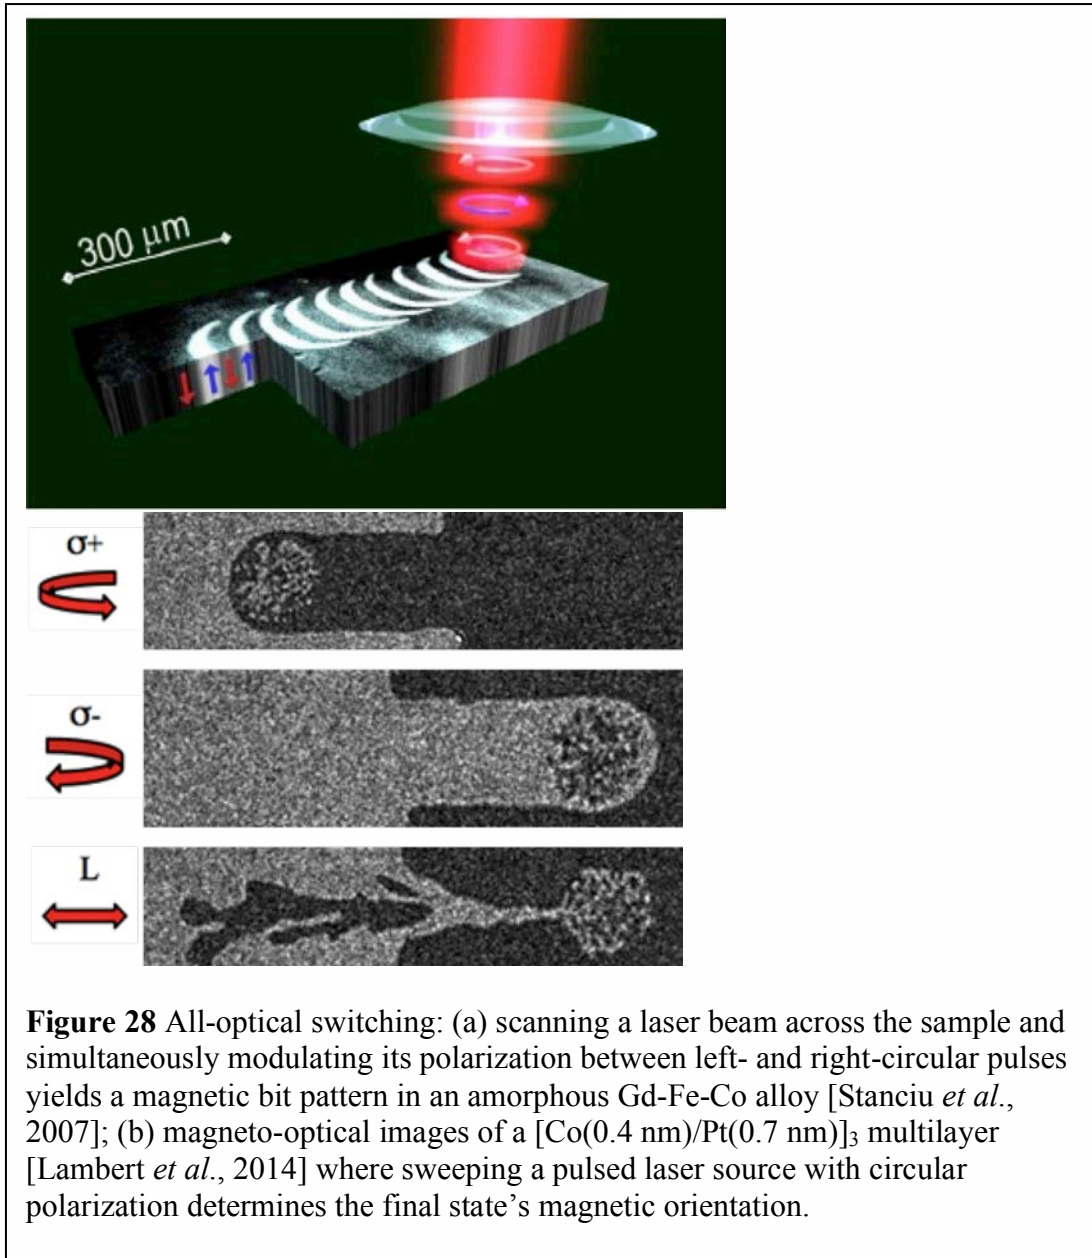 300 μm
σ+
σ-
L
Figure 28 All-optical switching: (a) scanning a laser beam across the sample and
simultaneously modulating its polarization between left- and right-circular pulses
yields a magnetic bit pattern in an amorphous Gd-Fe-Co alloy [Stanciu et al.,
2007]; (b) magneto-optical images of a [Co(0.4 nm)/Pt(0.7 nm)]₃ multilayer
[Lambert et al., 2014] where sweeping a pulsed laser source with circular
polarization determines the final state’s magnetic orientation.